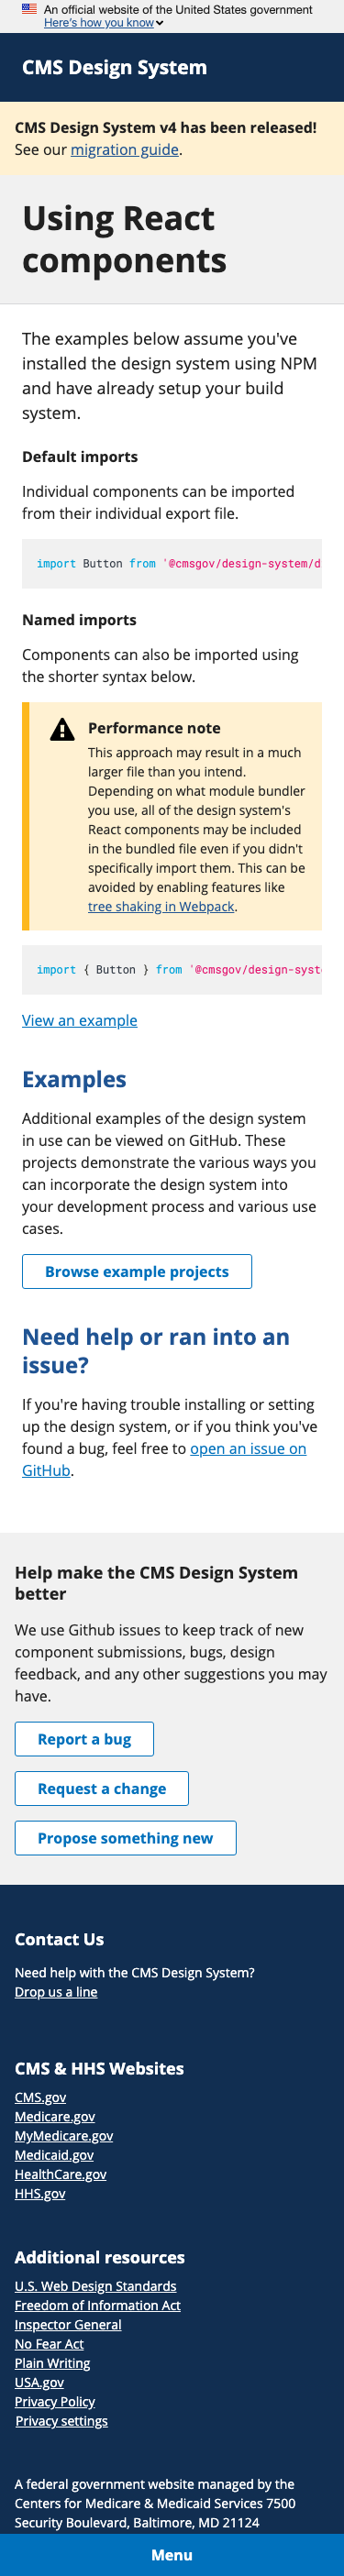 An official website of the United States government
Here's how you know
CMS Design System
CMS Design System v4 has been released!
See our migration guide.
Using React
components
The examples below assume you've
installed the design system using NPM
and have already setup your build
system.
Default imports
Individual components can be imported
from their individual export file.
import Button from '@cmsgov/design-system/d
Named imports
Components can also be imported using
the shorter syntax below.
Performance note
This approach may result in a much
larger file than you intend.
Depending on what module bundler
you use, all of the design system's
React components may be included
in the bundled file even if you didn't
specifically import them. This can be
avoided by enabling features like
tree shaking in Webpack.
import { Button } from '@cmsgov/design-syste
View an example
Examples
Additional examples of the design system
in use can be viewed on GitHub. These
projects demonstrate the various ways you
can incorporate the design system into
your development process and various use
cases.
Browse example projects
Need help or ran into an
issue?
If you're having trouble installing or setting
up the design system, or if you think you've
found a bug, feel free to open an issue on
GitHub.
Help make the CMS Design System
better
We use Github issues to keep track of new
component submissions, bugs, design
feedback, and any other suggestions you may
have.
Report a bug
Request a change
Propose something new
Contact Us
Need help with the CMS Design System?
Drop us a line
CMS & HHS Websites
CMS.gov
Medicare.gov
MyMedicare.gov
Medicaid.gov
HealthCare.gov
HHS.gov
Additional resources
U.S. Web Design Standards
Freedom of Information Act
Inspector General
No Fear Act
Plain Writing
USA.gov
Privacy Policy
Privacy settings
A federal government website managed by the
Centers for Medicare & Medicaid Services 7500
Security Boulevard, Baltimore, MD 21124
Menu